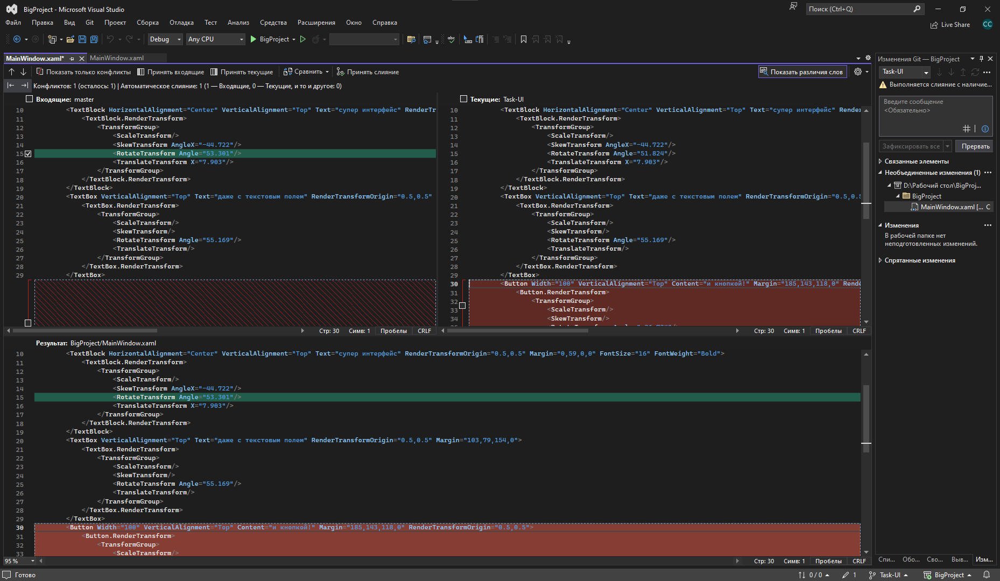 BigProject - Microsoft Visual Studio
Поиск (Ctrl+Q)
Файл Правка Вид Git Проект Сборка Отладка Тест Анализ Средства Расширения Окно Справка
Live Share
CC
Debug Any CPU BigProject
MainWindow.xaml* MainWindow.xaml
Показать только конфликты Принять входящие Принять текущие Сравнить Принять слияние Показать различия слов
Конфликтов: 1 (осталось: 1) | Автоматическое слияние: 1 (1 — Входящие, 0 — Текущие, и то и другое: 0)
Входящие: master
10 <TextBlock HorizontalAlignment="Center" VerticalAlignment="Top" Text="супер интерфейс" RenderTr
11 <TextBlock.RenderTransform>
12 <TransformGroup>
13 <ScaleTransform/>
14 <SkewTransform AngleX="-44.722"/>
15 <RotateTransform Angle="53.301"/>
16 <TranslateTransform X="7.903"/>
17 </TransformGroup>
18 </TextBlock.RenderTransform>
19 </TextBlock>
20 <TextBox VerticalAlignment="Top" Text="даже с текстовым полем" RenderTransformOrigin="0.5,0.5"
21 <TextBox.RenderTransform>
22 <TransformGroup>
23 <ScaleTransform/>
24 <SkewTransform/>
25 <RotateTransform Angle="55.169"/>
26 <TranslateTransform/>
27 </TransformGroup>
28 </TextBox.RenderTransform>
29 </TextBox>
Стр: 30 Симв: 1 Пробелы CRLF
Текущие: Task-UI
10 <TextBlock HorizontalAlignment="Center" VerticalAlignment="Top" Text="супер интерфейс" Render
11 <TextBlock.RenderTransform>
12 <TransformGroup>
13 <ScaleTransform/>
14 <SkewTransform AngleX="-44.722"/>
15 <RotateTransform Angle="51.824"/>
16 <TranslateTransform X="7.903"/>
17 </TransformGroup>
18 </TextBlock.RenderTransform>
19 </TextBlock>
20 <TextBox VerticalAlignment="Top" Text="даже с текстовым полем" RenderTransformOrigin="0.5,0.5
21 <TextBox.RenderTransform>
22 <TransformGroup>
23 <ScaleTransform/>
24 <SkewTransform/>
25 <RotateTransform Angle="55.169"/>
26 <TranslateTransform/>
27 </TransformGroup>
28 </TextBox.RenderTransform>
29 </TextBox>
30 <Button Width="100" VerticalAlignment="Top" Content="и кнопкой!" Margin="185,143,118,0" Rend
31 <Button.RenderTransform>
32 <TransformGroup>
33 <ScaleTransform/>
34 <SkewTransform/>
Стр: 30 Симв: 1 Пробелы CRLF
Результат: BigProject/MainWindow.xaml
10 <TextBlock HorizontalAlignment="Center" VerticalAlignment="Top" Text="супер интерфейс" RenderTransformOrigin="0.5,0.5" Margin="0,59,0,0" FontSize="16" FontWeight="Bold">
11 <TextBlock.RenderTransform>
12 <TransformGroup>
13 <ScaleTransform/>
14 <SkewTransform AngleX="-44.722"/>
15 <RotateTransform Angle="53.301"/>
16 <TranslateTransform X="7.903"/>
17 </TransformGroup>
18 </TextBlock.RenderTransform>
19 </TextBlock>
20 <TextBox VerticalAlignment="Top" Text="даже с текстовым полем" RenderTransformOrigin="0.5,0.5" Margin="103,79,154,0">
21 <TextBox.RenderTransform>
22 <TransformGroup>
23 <ScaleTransform/>
24 <SkewTransform/>
25 <RotateTransform Angle="55.169"/>
26 <TranslateTransform/>
27 </TransformGroup>
28 </TextBox.RenderTransform>
29 </TextBox>
30 <Button Width="100" VerticalAlignment="Top" Content="и кнопкой!" Margin="185,143,118,0" RenderTransformOrigin="0.5,0.5">
31 <Button.RenderTransform>
32 <TransformGroup>
33 <ScaleTransform/>
95 % Стр: 30 Симв: 1 Пробелы CRLF
Изменения Git — BigProject
Task-UI
Выполняется слияние с наличие...
Введите сообщение
<Обязательно>
Зафиксировать все Прервать
Связанные элементы
Необъединенные изменения (1)
D:\Рабочий стол\BigProj...
BigProject
MainWindow.xaml [... C
Изменения
В рабочей папке нет
неподготовленных изменений.
Спрятанные изменения
Спи... Обо... Сво... Выв... Изм...
Готово 0 / 0 1 Task-UI BigProject